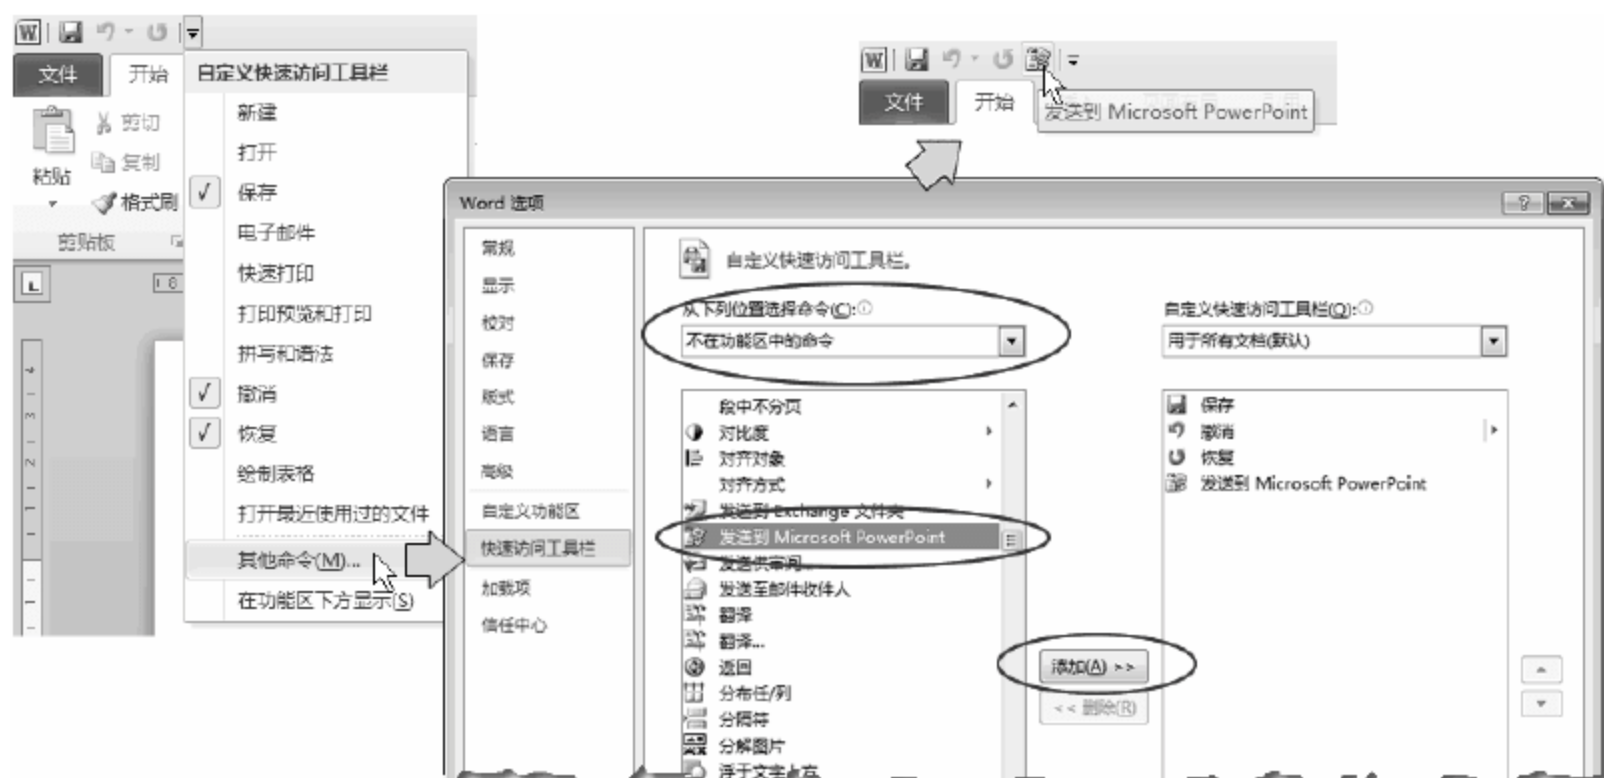 自定义快速访问工具栏
文件
开始
新建
打开
保存
电子邮件
快速打印
打印预览和打印
拼写和语法
撤消
恢复
绘制表格
打开最近使用过的文件
其他命令(M)...
在功能区下方显示(S)
剪切
复制
粘贴
格式刷
剪贴板
文件
开始
发送到 Microsoft PowerPoint
Word 选项
常规
显示
校对
保存
版式
语言
高级
自定义功能区
快速访问工具栏
加载项
信任中心
自定义快速访问工具栏。
从下列位置选择命令(C):
不在功能区中的命令
段中不分页
对比度
对齐对象
对齐方式
发送到 Exchange 文件夹
发送到 Microsoft PowerPoint
发送供审阅...
发送至邮件收件人
翻译
翻译...
返回
分布任/列
分隔符
分解图片
浮于文字上方
添加(A) >>
<< 删除(R)
自定义快速访问工具栏(Q):
用于所有文档(默认)
保存
撤消
恢复
发送到 Microsoft PowerPoint